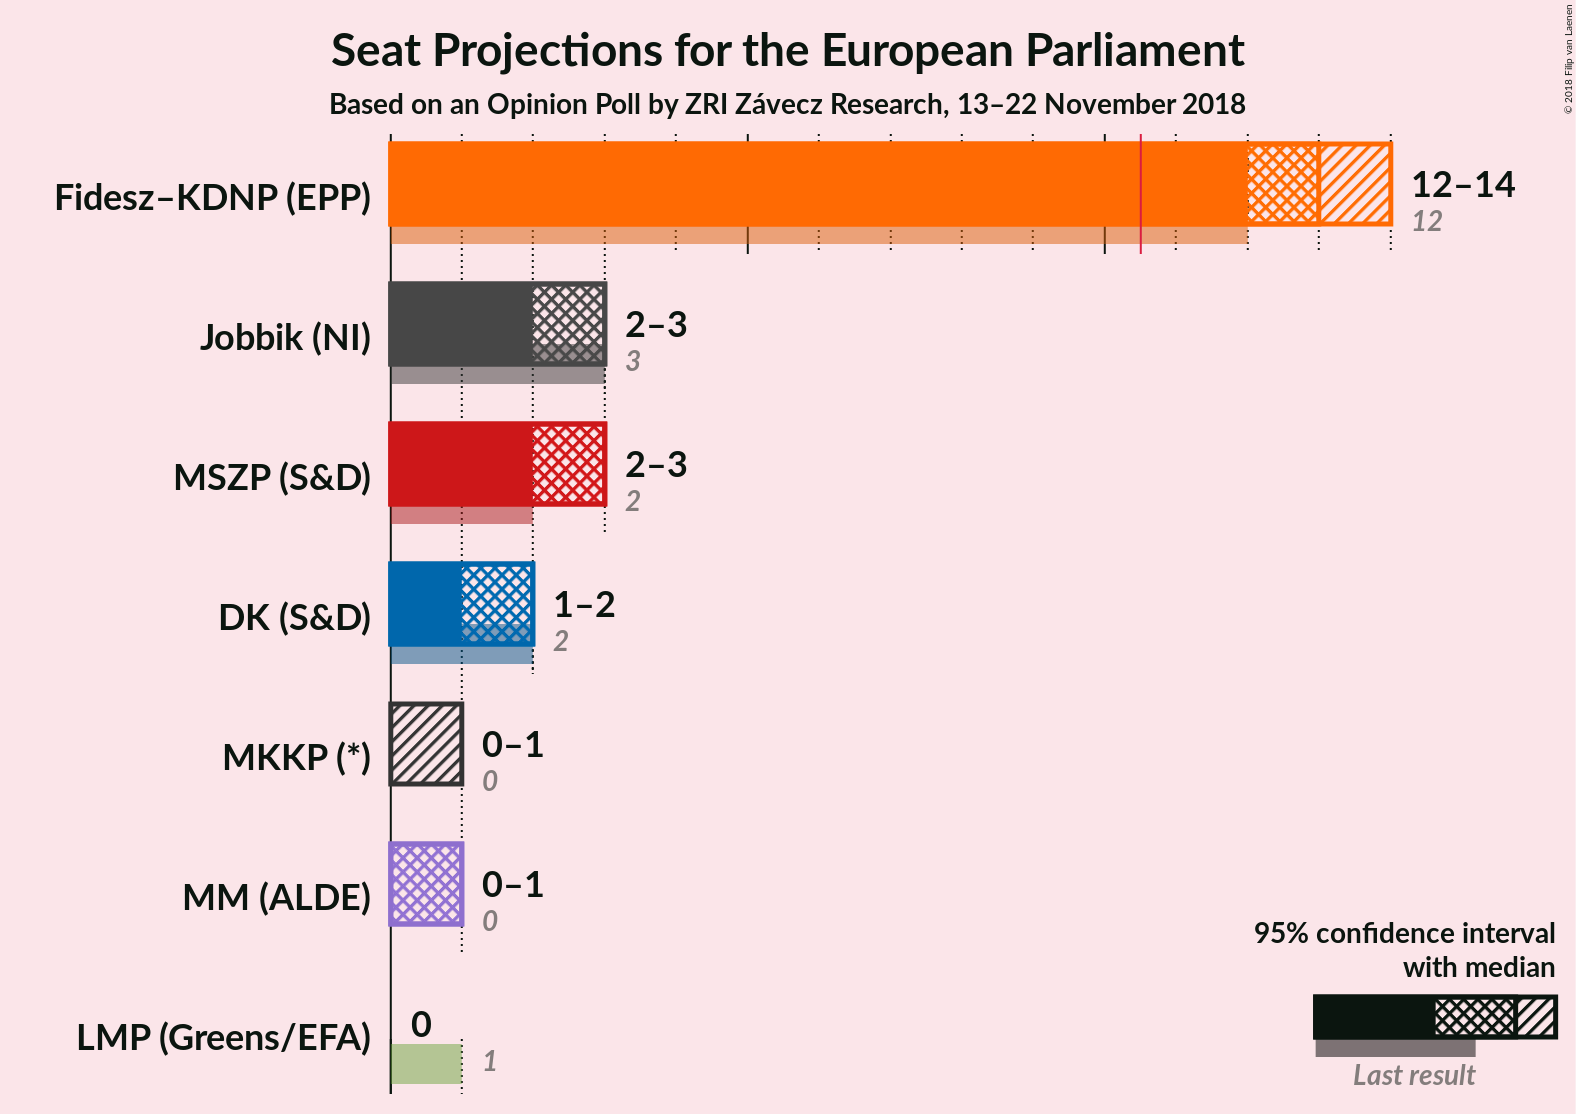 Seat Projections for the European Parliament
Based on an Opinion Poll by ZRI Závecz Research, 13–22 November 2018
© 2018 Filip van Laenen
Fidesz–KDNP (EPP)
12–14
12
Jobbik (NI)
2–3
3
MSZP (S&D)
2–3
2
DK (S&D)
1–2
2
MKKP (*)
0–1
0
MM (ALDE)
0–1
0
LMP (Greens/EFA)
0
1
95% confidence interval
with median
Last result